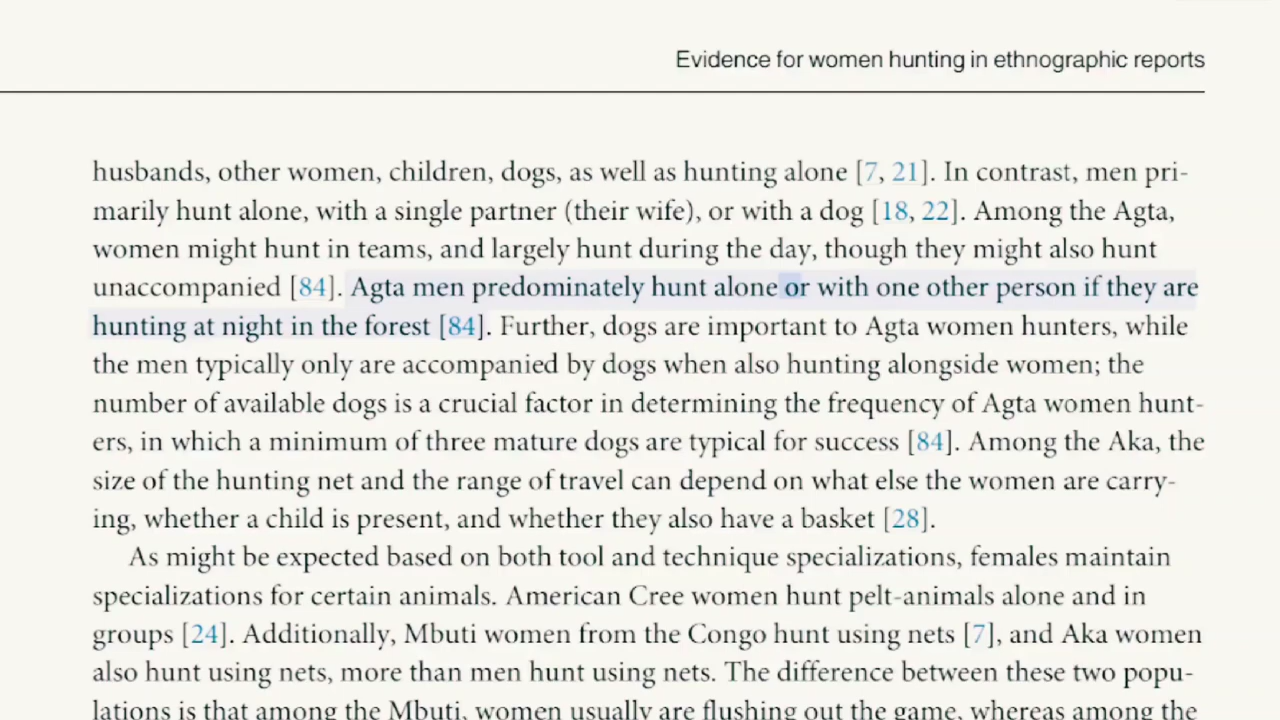 Evidence for women hunting in ethnographic reports
husbands, other women, children, dogs, as well as hunting alone [7, 21]. In contrast, men pri-
marily hunt alone, with a single partner (their wife), or with a dog [18, 22]. Among the Agta,
women might hunt in teams, and largely hunt during the day, though they might also hunt
unaccompanied [84]. Agta men predominately hunt alone or with one other person if they are
hunting at night in the forest [84]. Further, dogs are important to Agta women hunters, while
the men typically only are accompanied by dogs when also hunting alongside women; the
number of available dogs is a crucial factor in determining the frequency of Agta women hunt-
ers, in which a minimum of three mature dogs are typical for success [84]. Among the Aka, the
size of the hunting net and the range of travel can depend on what else the women are carry-
ing, whether a child is present, and whether they also have a basket [28].
As might be expected based on both tool and technique specializations, females maintain
specializations for certain animals. American Cree women hunt pelt-animals alone and in
groups [24]. Additionally, Mbuti women from the Congo hunt using nets [7], and Aka women
also hunt using nets, more than men hunt using nets. The difference between these two popu-
lations is that among the Mbuti, women usually are flushing out the game, whereas among the